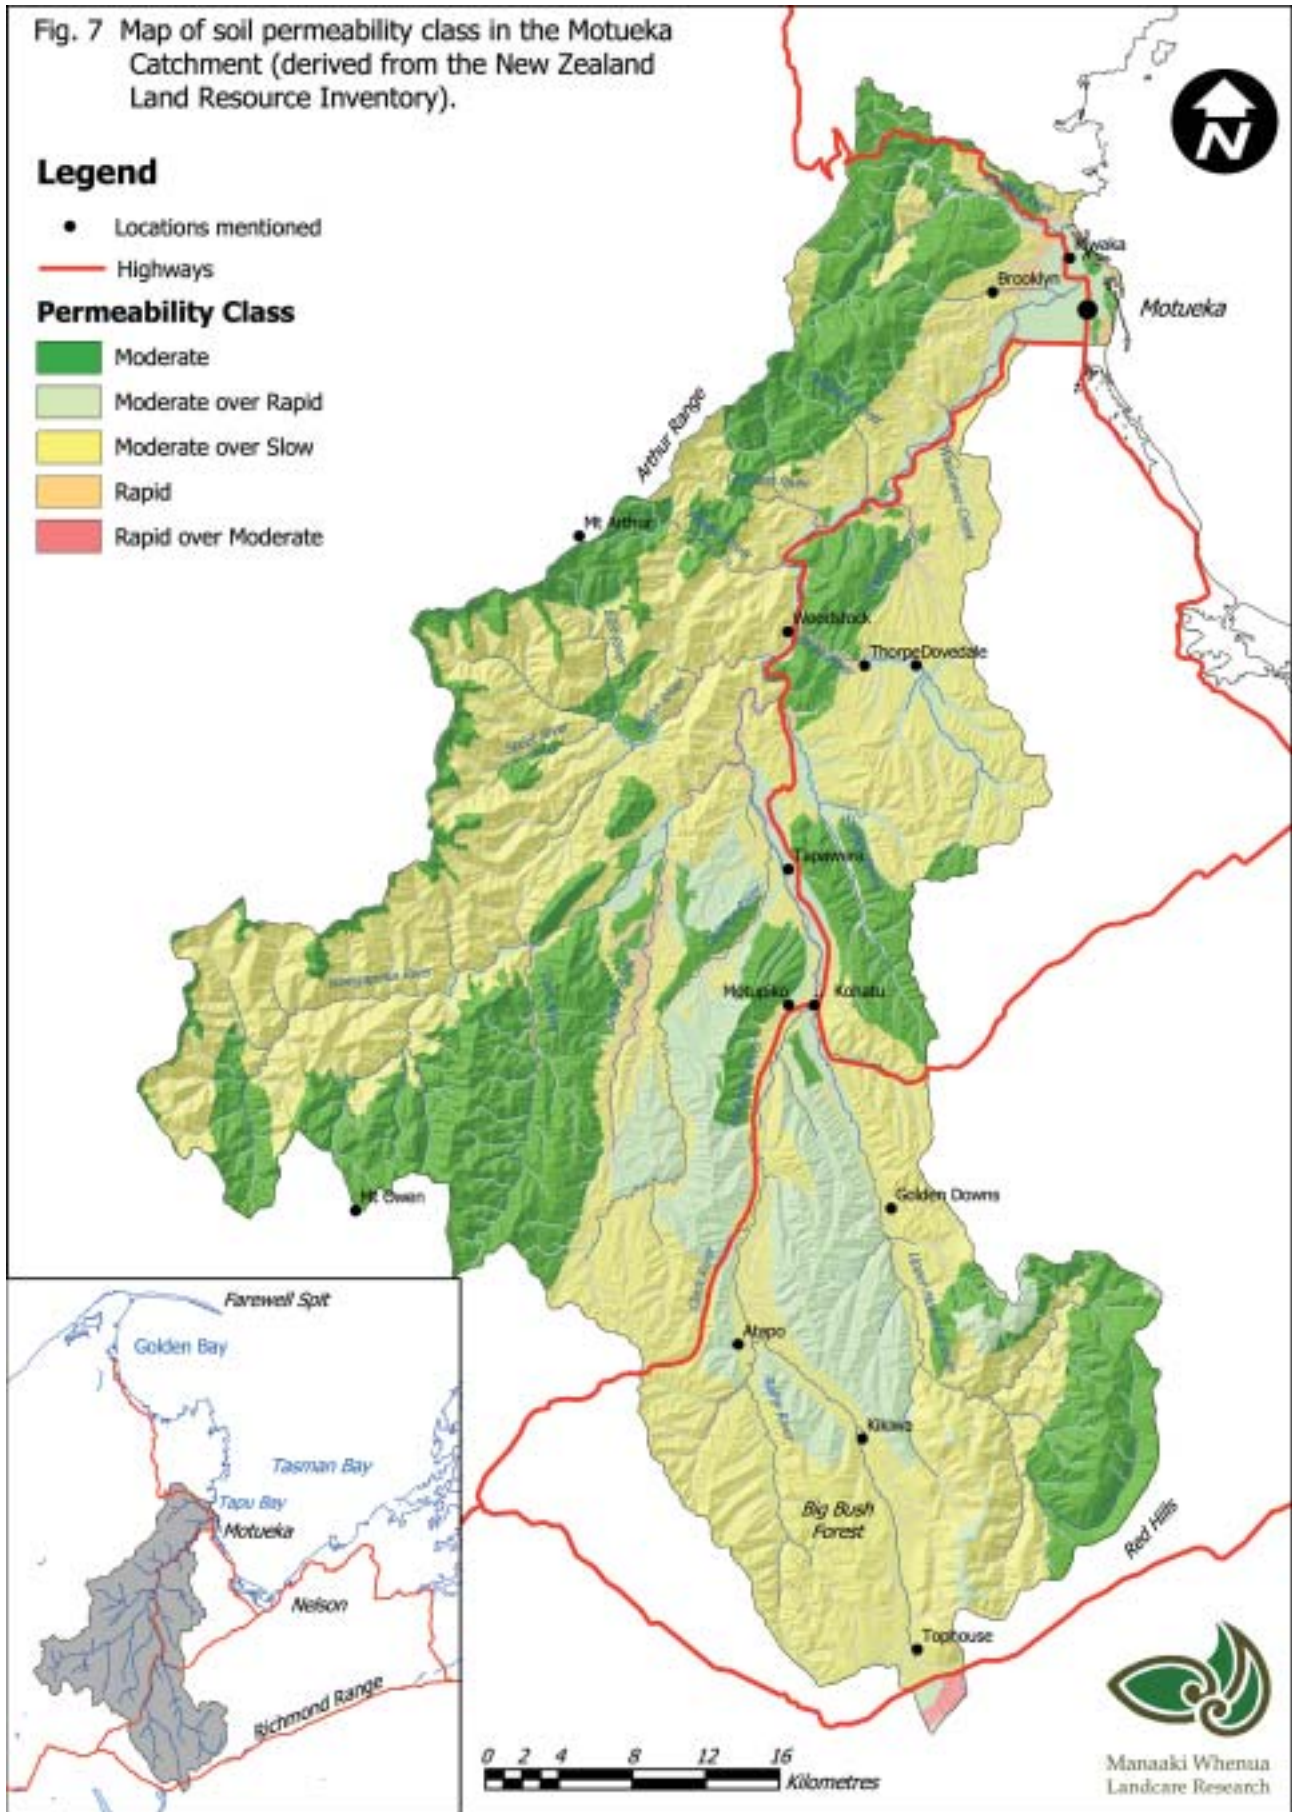 Fig. 7 Map of soil permeability class in the Motueka
Catchment (derived from the New Zealand
Land Resource Inventory).
N
Legend
Locations mentioned
Highways
Permeability Class
Moderate
Moderate over Rapid
Moderate over Slow
Rapid
Rapid over Moderate
Brooklyn
Motueka
Arthur Range
Mt Arthur
Woodstock
Thorpe
Dovedale
Tapawera
Motupiko
Kohatu
Mt Owen
Golden Downs
Atapo
Kikiwa
Big Bush
Forest
Red Hills
Tophouse
Farewell Spit
Golden Bay
Tasman Bay
Tapu Bay
Motueka
Nelson
Richmond Range
0 2 4 8 12 16
Kilometres
Manaaki Whenua
Landcare Research